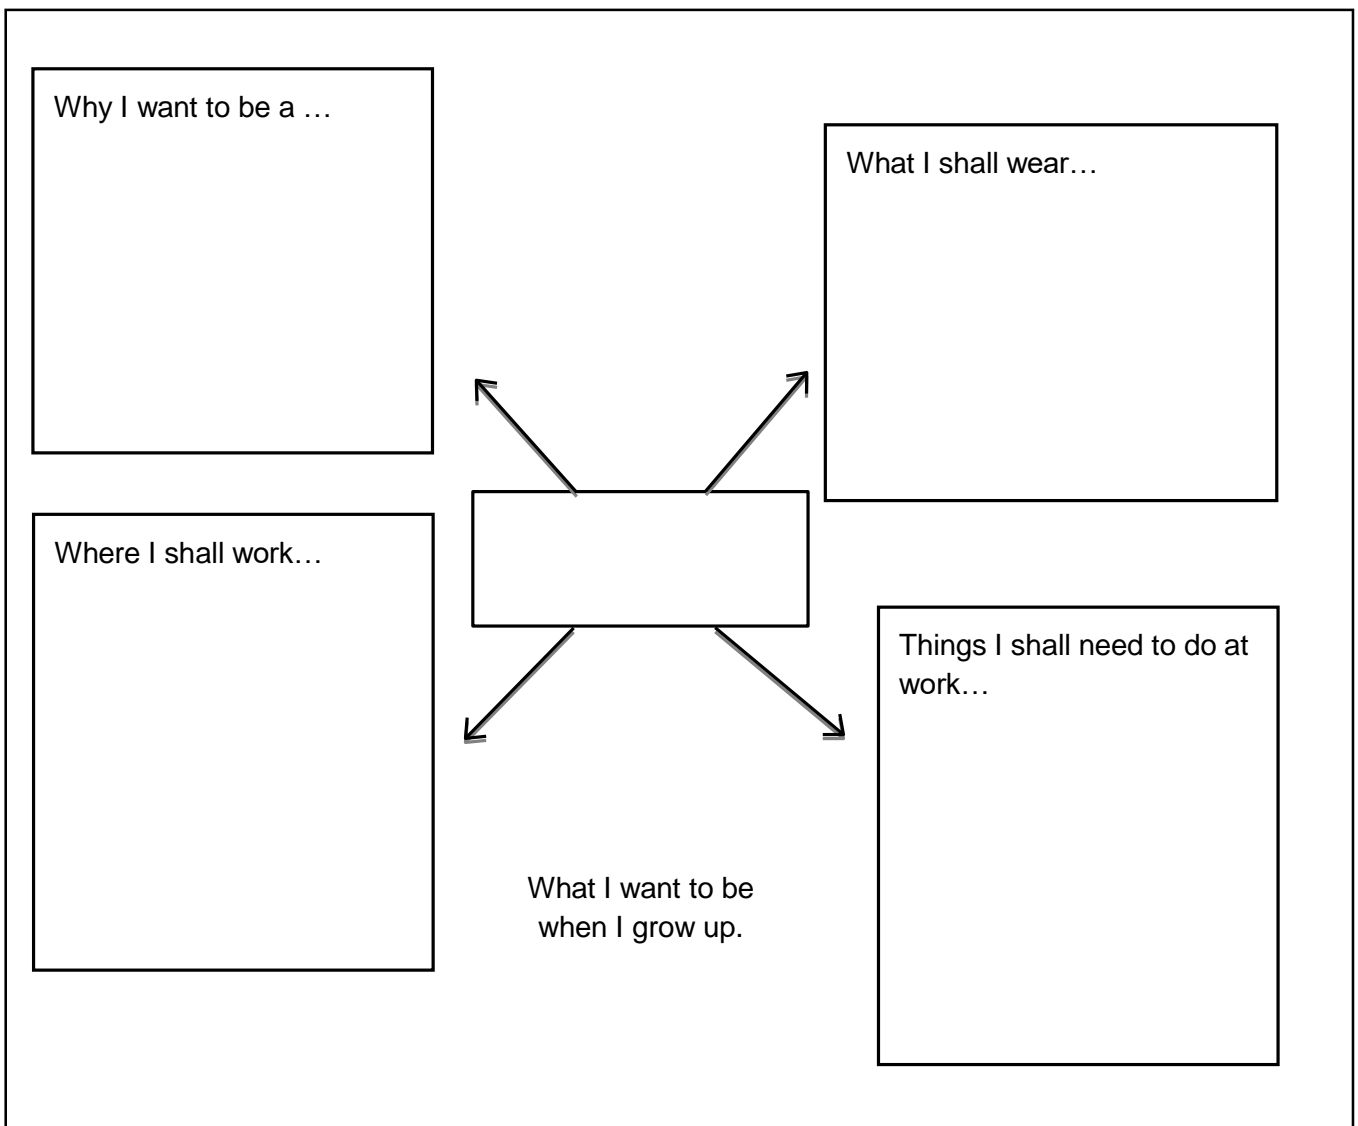 Why I want to be a …
What I shall wear…
Where I shall work…
Things I shall need to do at
work…
What I want to be
when I grow up.